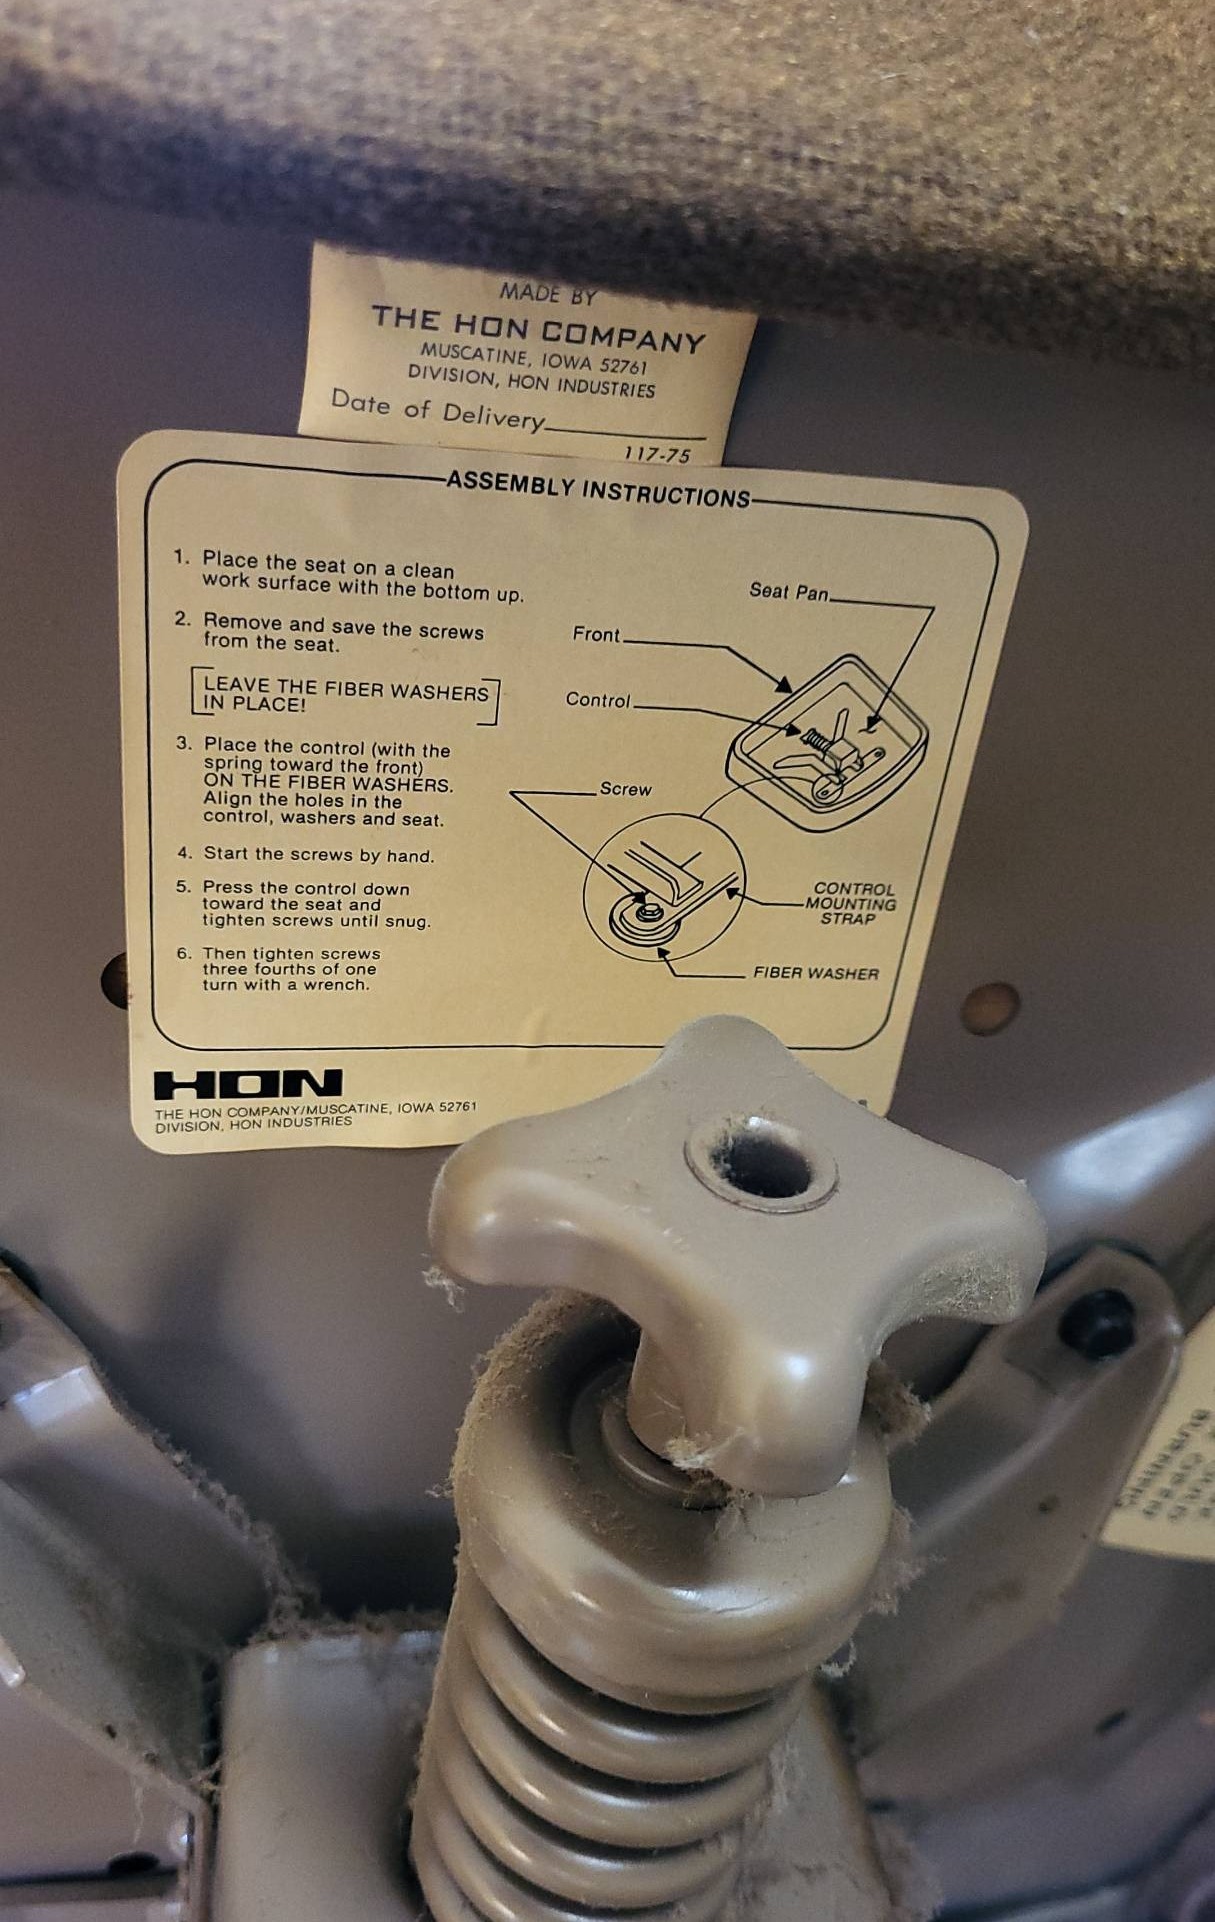 MADE BY
THE HON COMPANY
MUSCATINE, IOWA 52761
DIVISION, HON INDUSTRIES
Date of Delivery
117-75
ASSEMBLY INSTRUCTIONS
1. Place the seat on a clean
work surface with the bottom up.
2. Remove and save the screws
from the seat.
LEAVE THE FIBER WASHERS
IN PLACE!
3. Place the control (with the
spring toward the front)
ON THE FIBER WASHERS.
Align the holes in the
control, washers and seat.
4. Start the screws by hand.
5. Press the control down
toward the seat and
tighten screws until snug.
6. Then tighten screws
three fourths of one
turn with a wrench.
Seat Pan
Front
Control
Screw
CONTROL
MOUNTING
STRAP
FIBER WASHER
HON
THE HON COMPANY/MUSCATINE, IOWA 52761
DIVISION, HON INDUSTRIES